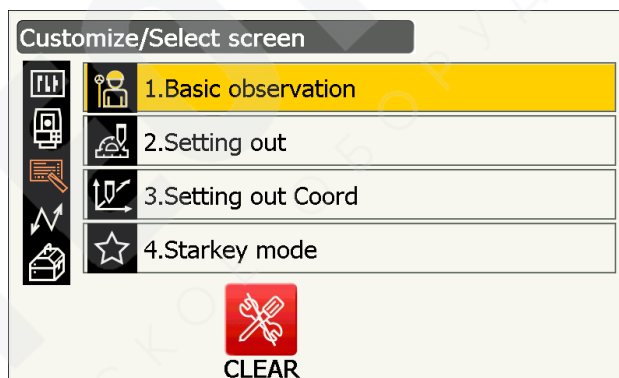 Customize/Select screen
1.Basic observation
2.Setting out
3.Setting out Coord
4.Starkey mode
CLEAR